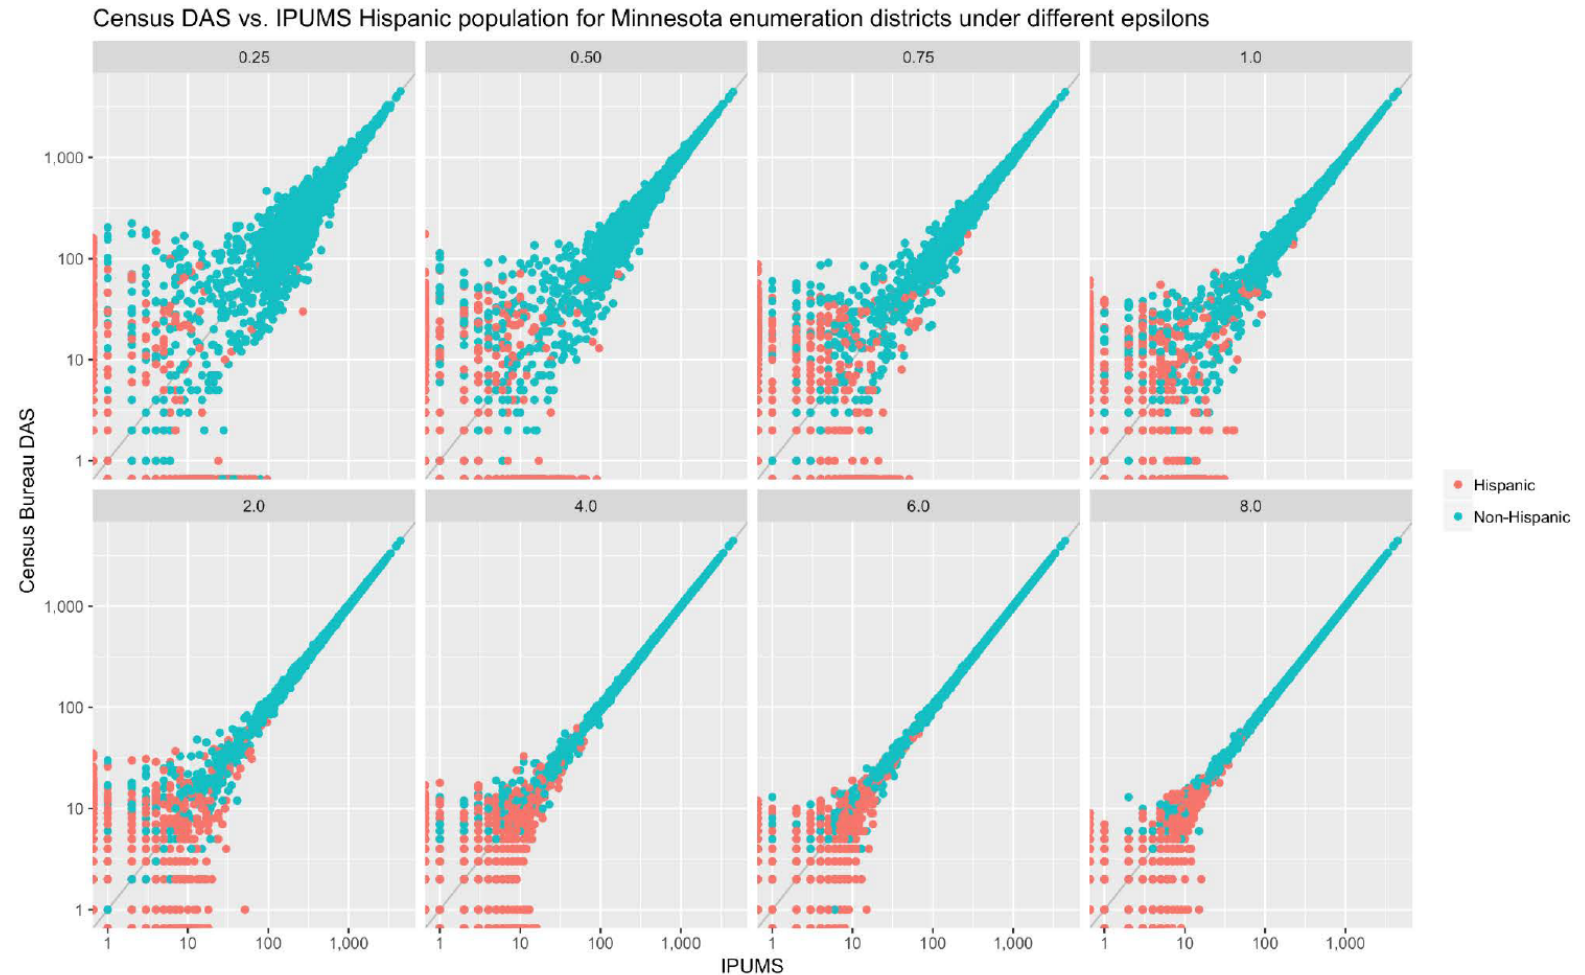 Census DAS vs. IPUMS Hispanic population for Minnesota enumeration districts under different epsilons
0.25 0.50 0.75 1.0
1,000
100
10
1
2.0 4.0 6.0 8.0
1,000
100
10
1
1 10 100 1,000 1 10 100 1,000 1 10 100 1,000 1 10 100 1,000
IPUMS
Census Bureau DAS
Hispanic
Non-Hispanic